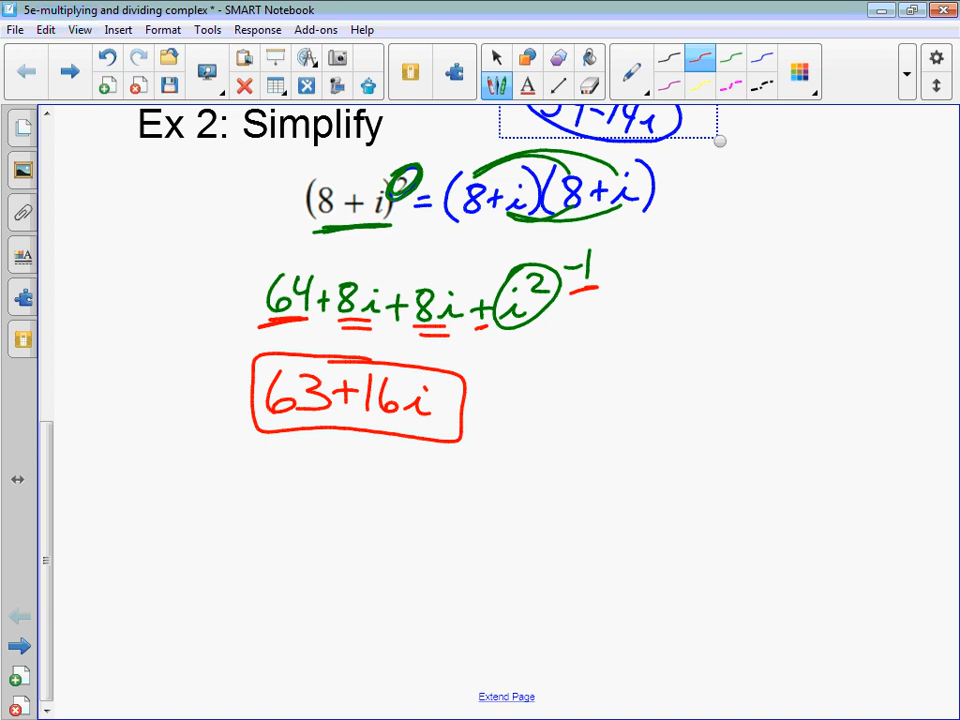 5e-multiplying and dividing complex * - SMART Notebook
File Edit View Insert Format Tools Response Add-ons Help
Ex 2: Simplify
-14i
(8 + i)² = (8+i)(8+i)
64+8i+8i+i² -1
63+16i
Extend Page